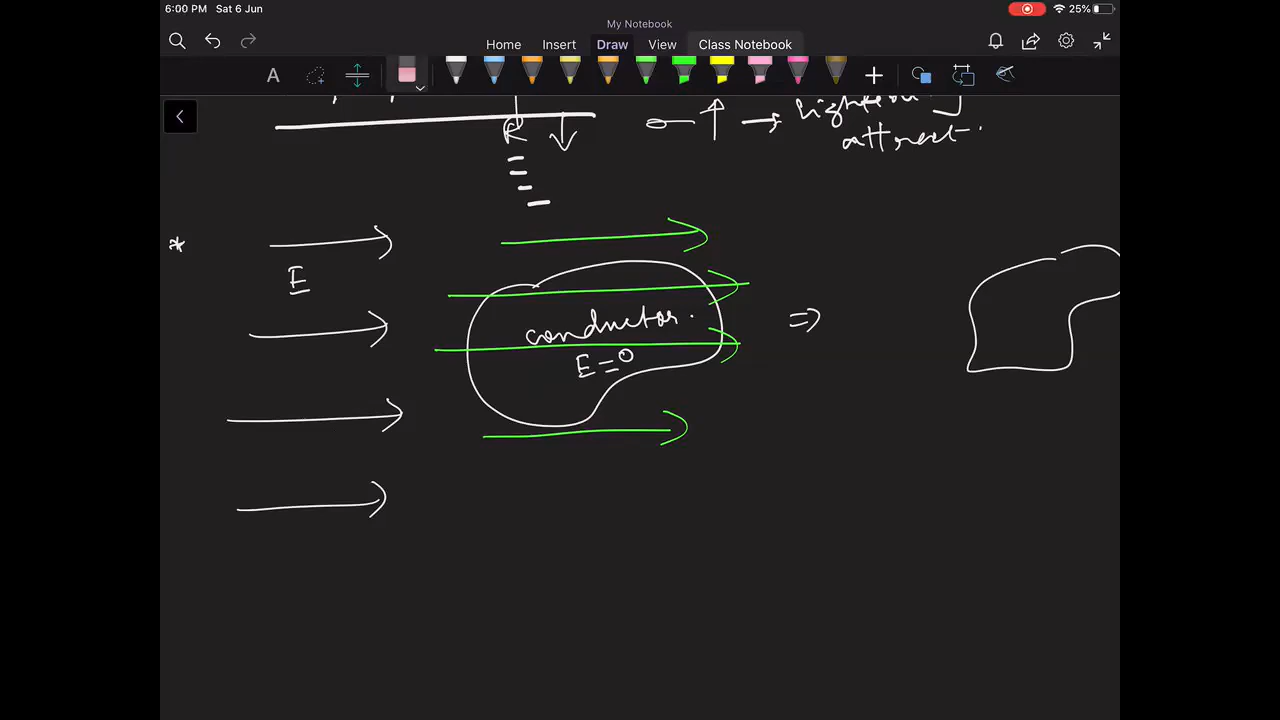 6:00 PM Sat 6 Jun
25%
My Notebook
Home Insert Draw View Class Notebook
A
attract.
* E
conductor.
E=0
⇒